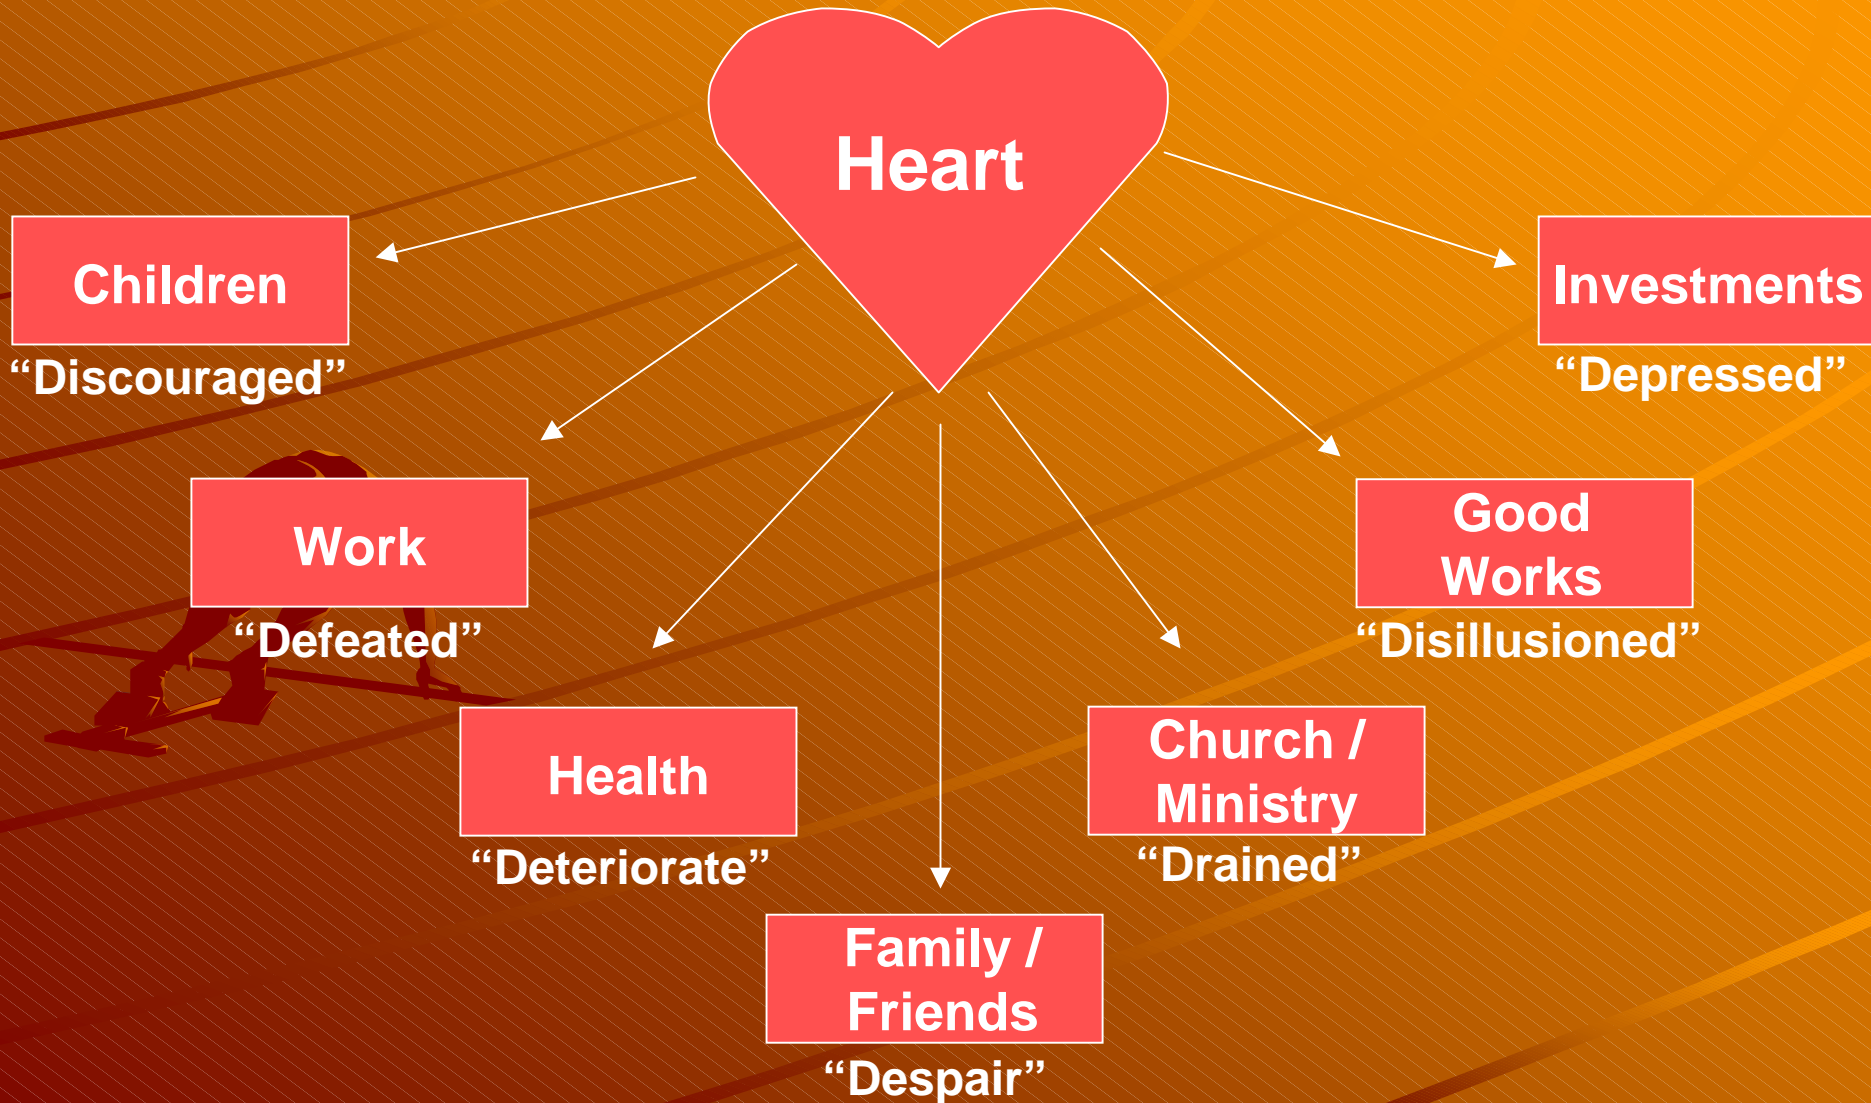 Heart
Children
“Discouraged”
Investments
“Depressed”
Work
“Defeated”
Good
Works
“Disillusioned”
Health
“Deteriorate”
Church /
Ministry
“Drained”
Family /
Friends
“Despair”